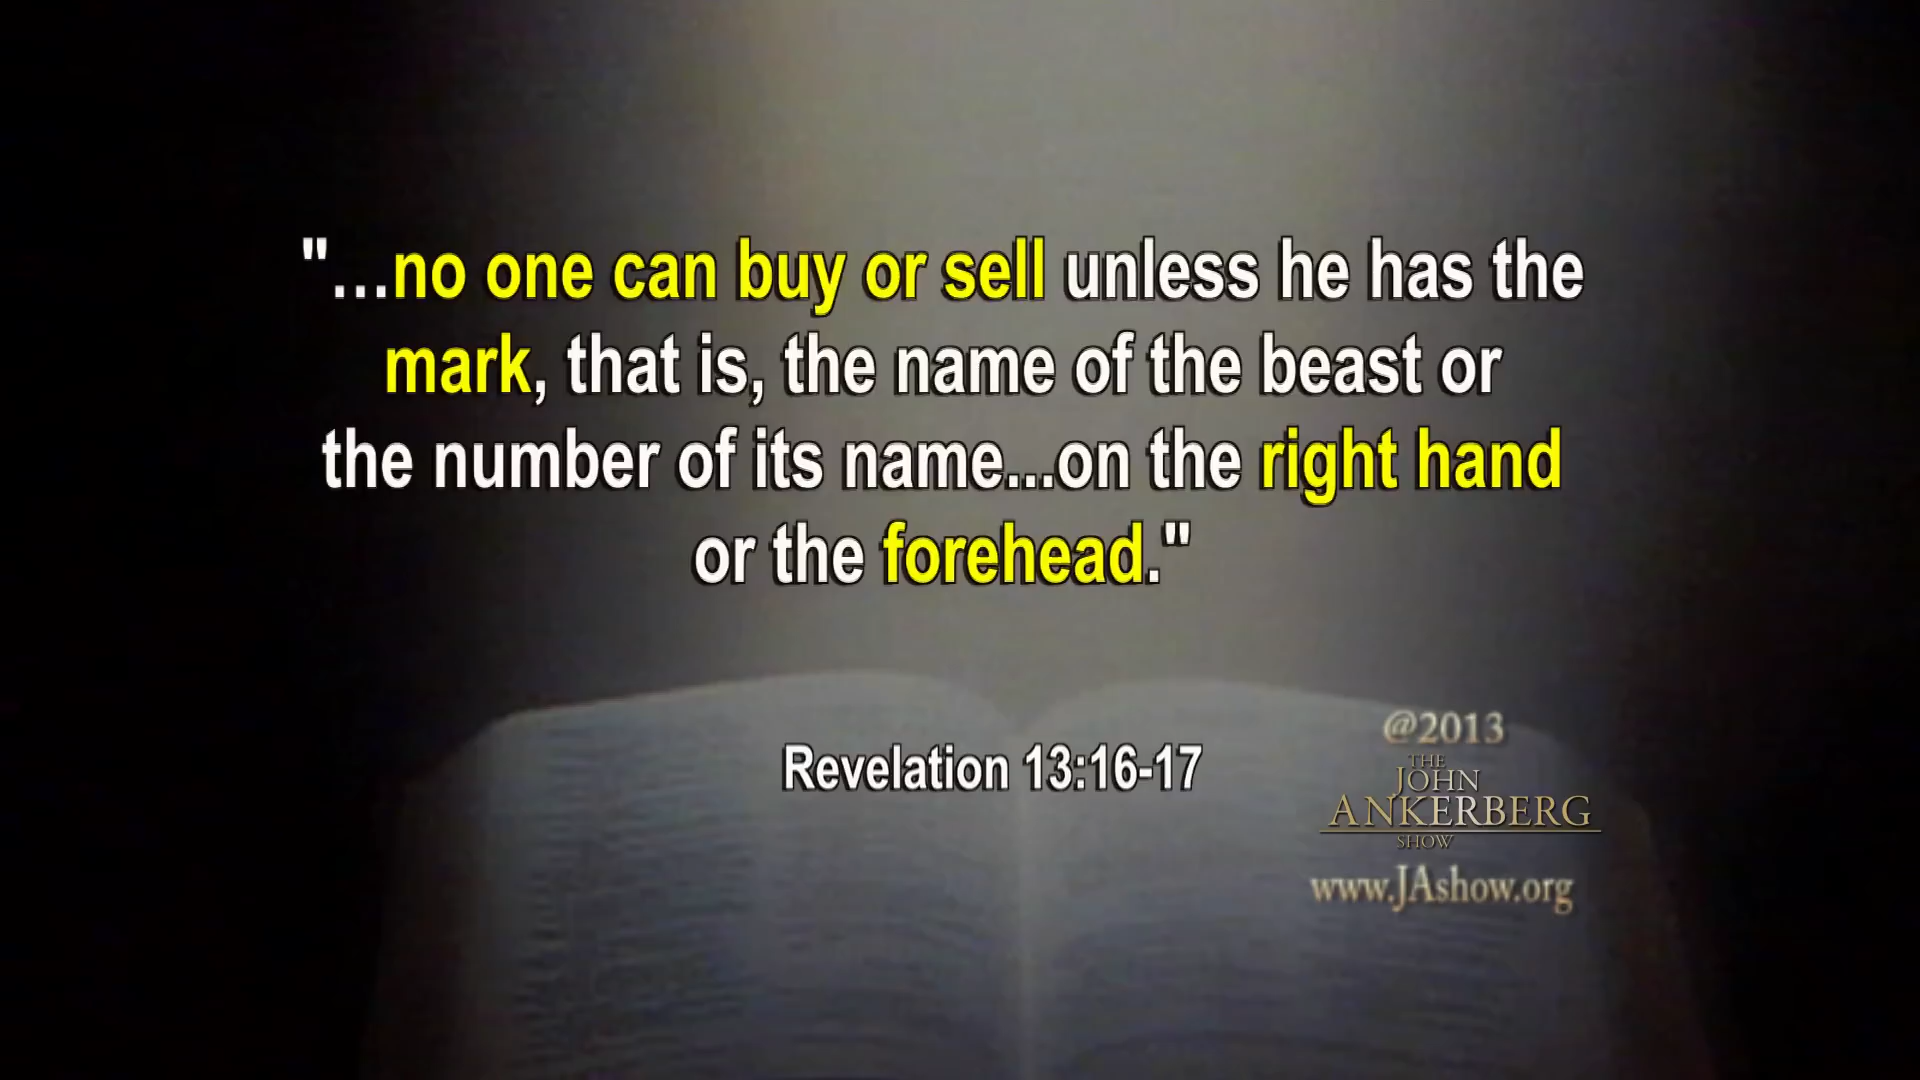 "...no one can buy or sell unless he has the
mark, that is, the name of the beast or
the number of its name...on the right hand
or the forehead."
Revelation 13:16-17
@2013
THE
JOHN
ANKERBERG
SHOW
www.JAshow.org